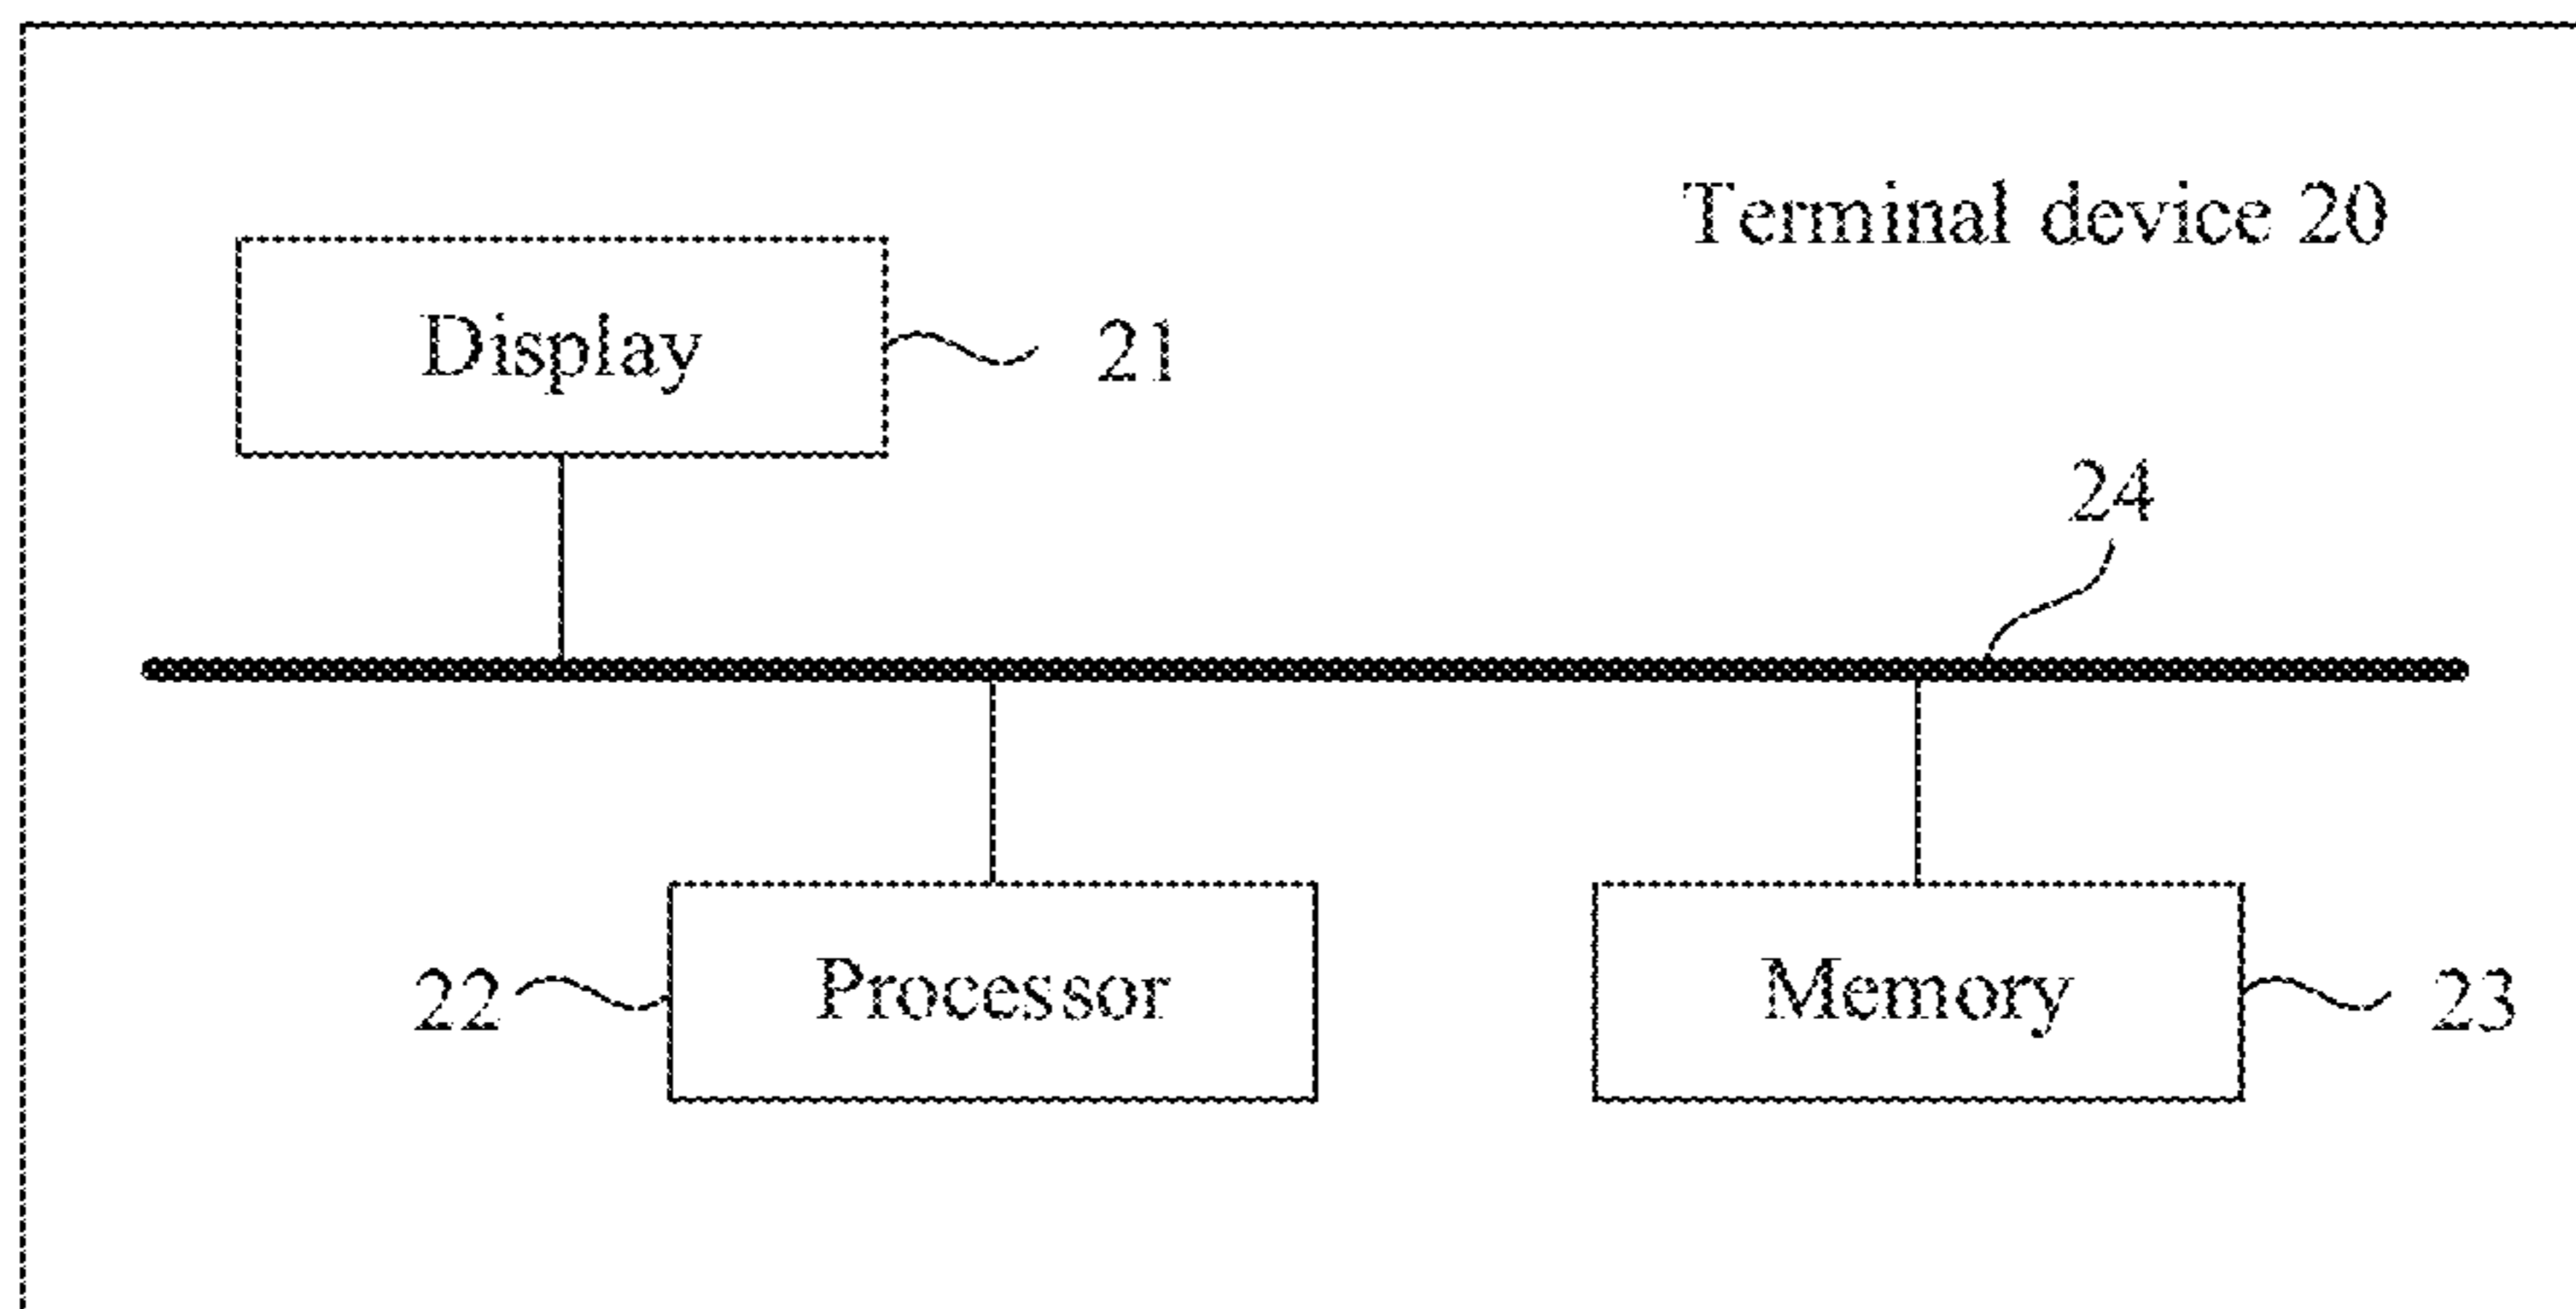 Terminal device 20
Display
21
24
22
Processor
Memory
23